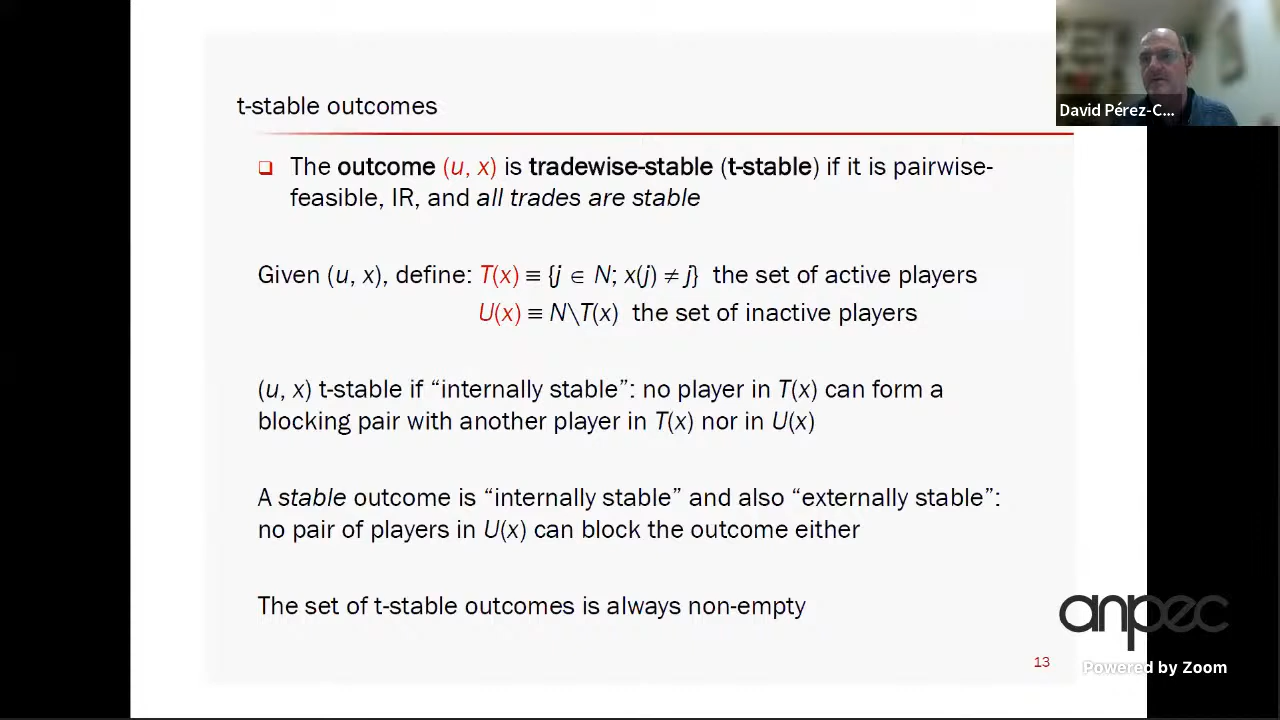 David Pérez-C...
t-stable outcomes
❑ The outcome (u, x) is tradewise-stable (t-stable) if it is pairwise-
feasible, IR, and all trades are stable
Given (u, x), define: T(x) ≡ {j ∈ N; x(j) ≠ j} the set of active players
U(x) ≡ N\T(x) the set of inactive players
(u, x) t-stable if “internally stable”: no player in T(x) can form a
blocking pair with another player in T(x) nor in U(x)
A stable outcome is “internally stable” and also “externally stable”:
no pair of players in U(x) can block the outcome either
The set of t-stable outcomes is always non-empty
anpec
13
Powered by Zoom